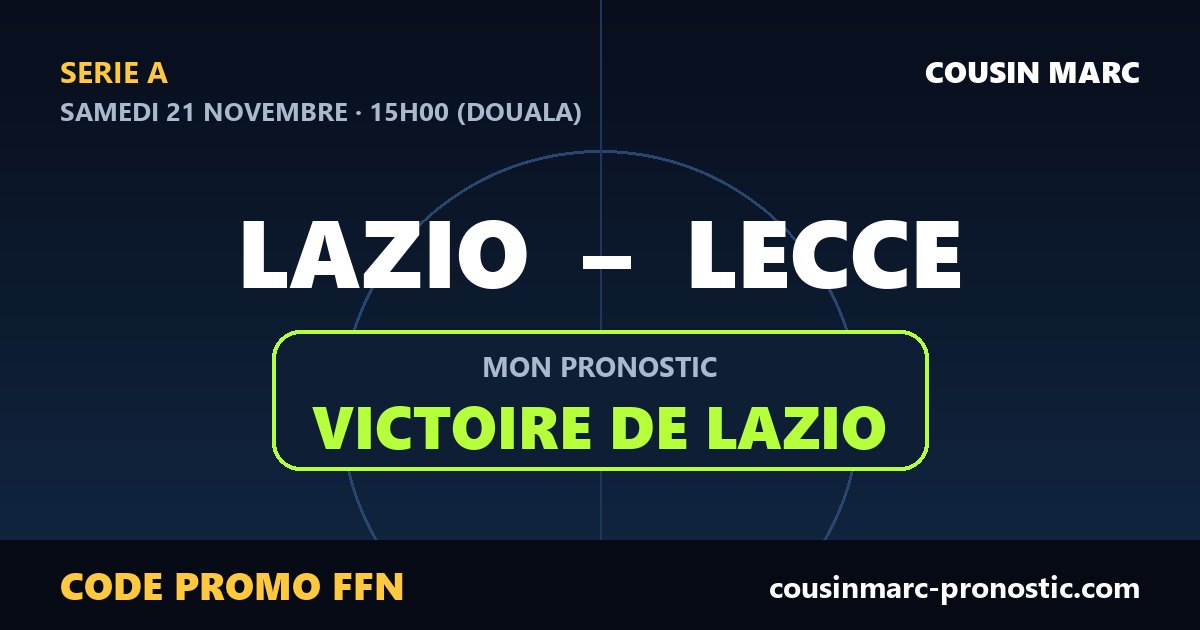 SERIE A
COUSIN MARC
SAMEDI 21 NOVEMBRE · 15H00 (DOUALA)
LAZIO – LECCE
MON PRONOSTIC
VICTOIRE DE LAZIO
CODE PROMO FFN
cousinmarc-pronostic.com